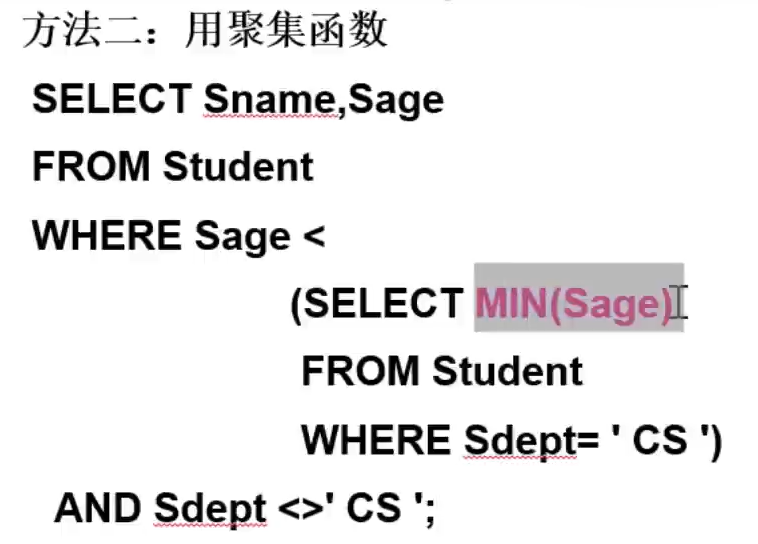 方法二：用聚集函数
SELECT Sname,Sage
FROM Student
WHERE Sage <
(SELECT MIN(Sage)
FROM Student
WHERE Sdept= ' CS ')
AND Sdept <>' CS ';